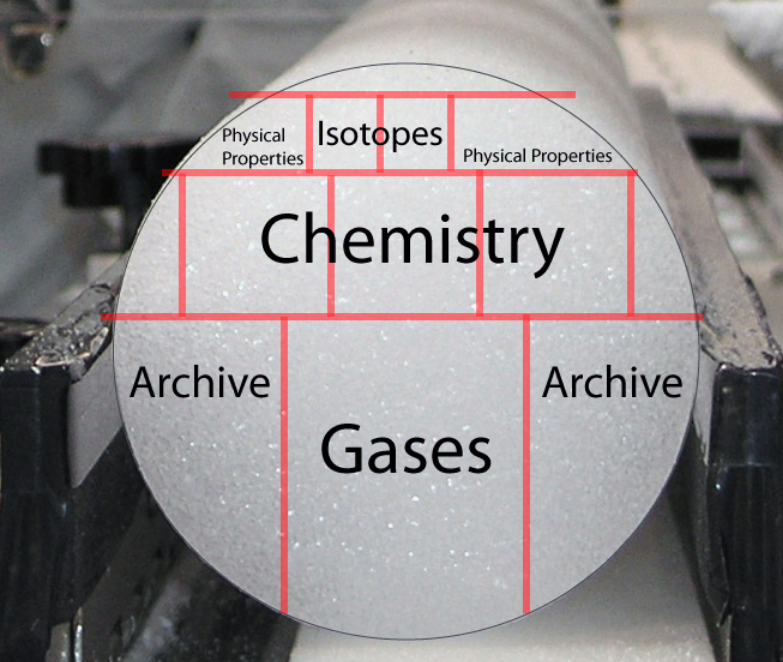 Physical
Properties
Isotopes
Physical Properties
Chemistry
Archive
Archive
Gases